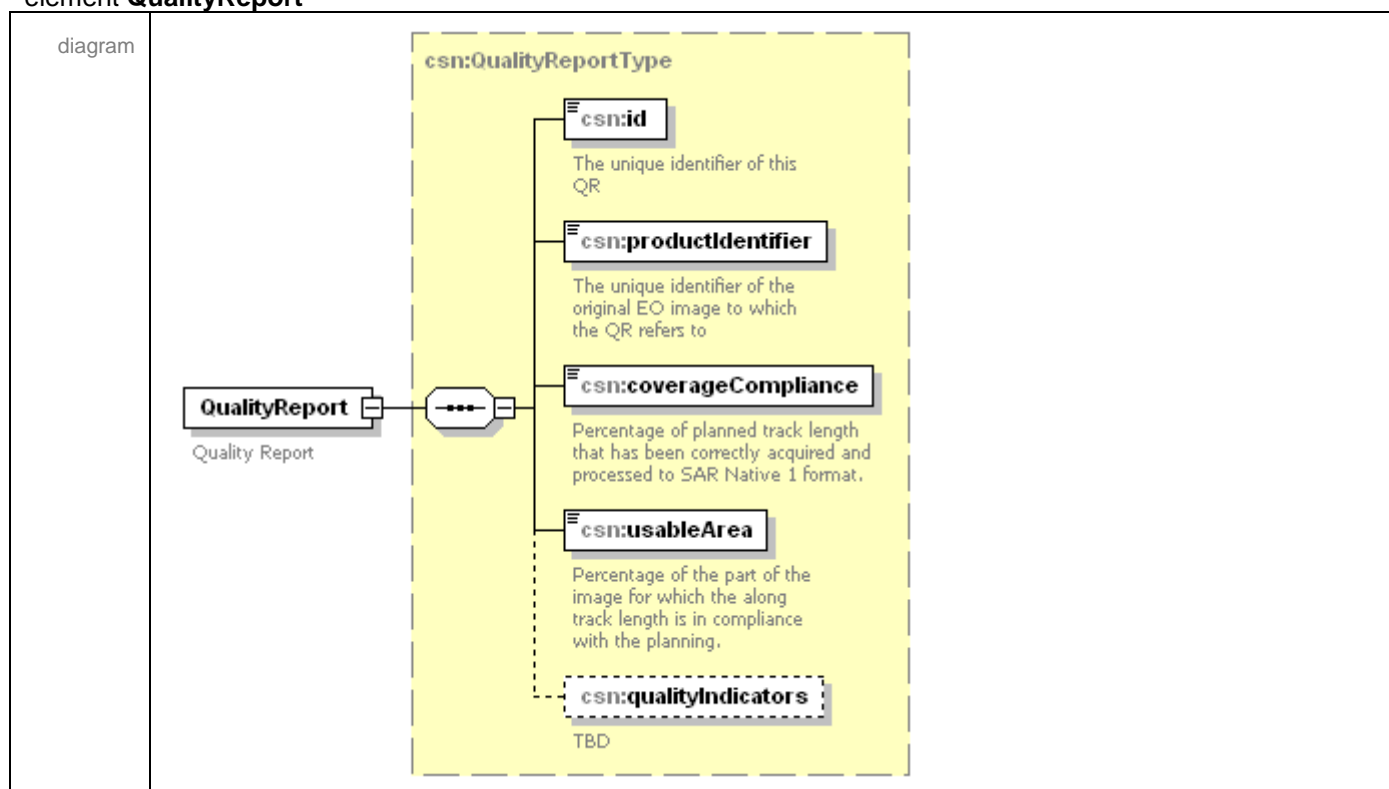 element QualityReport
diagram
csn:QualityReportType
csn:id
The unique identifier of this
QR
csn:productIdentifier
The unique identifier of the
original EO image to which
the QR refers to
csn:coverageCompliance
QualityReport
Quality Report
Percentage of planned track length
that has been correctly acquired and
processed to SAR Native 1 format.
csn:usableArea
Percentage of the part of the
image for which the along
track length is in compliance
with the planning.
csn:qualityIndicators
TBD